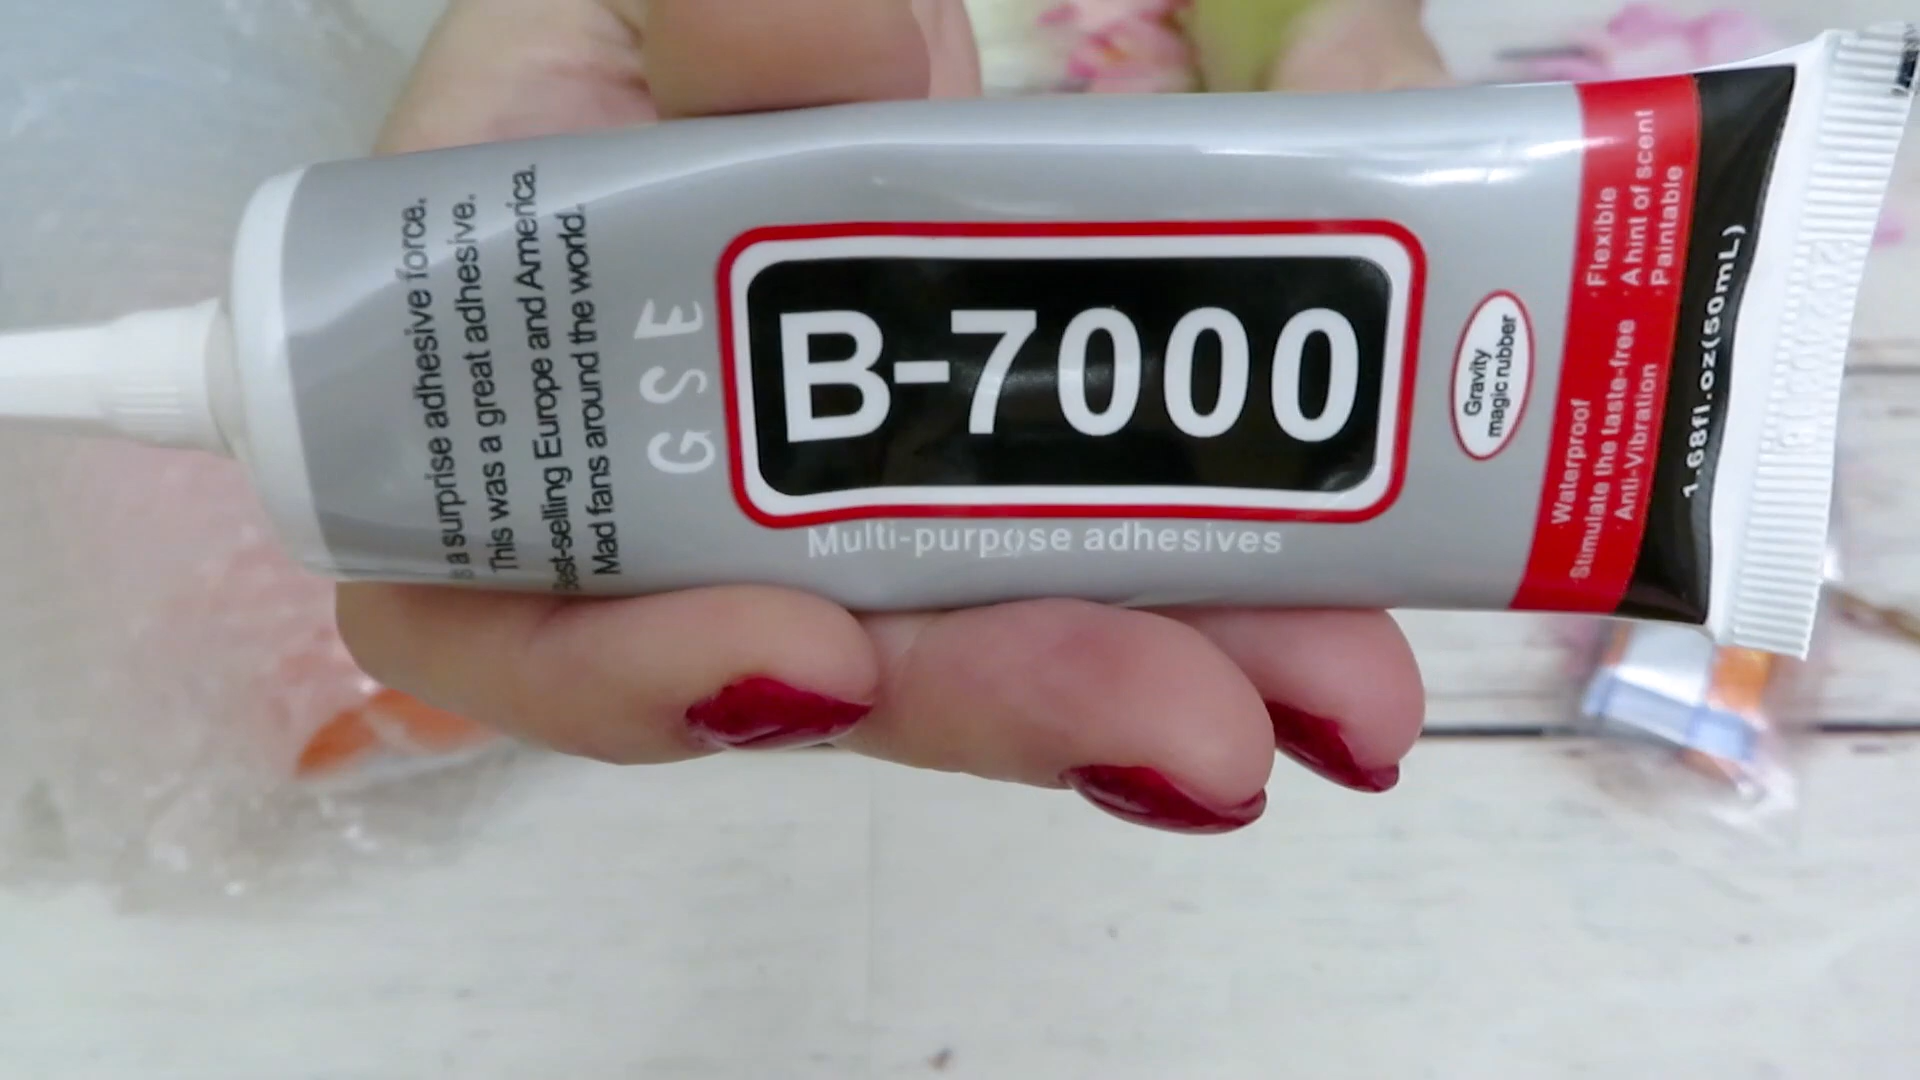 a surprise adhesive force.
This was a great adhesive.
Best-selling Europe and America.
Mad fans around the world.
GSE
B-7000
Multi-purpose adhesives
Gravity
magic rubber
·Waterproof
·Stimulate the taste-free
·Anti-Vibration
·Flexible
·A hint of scent
·Paintable
1.68fl.oz(50mL)